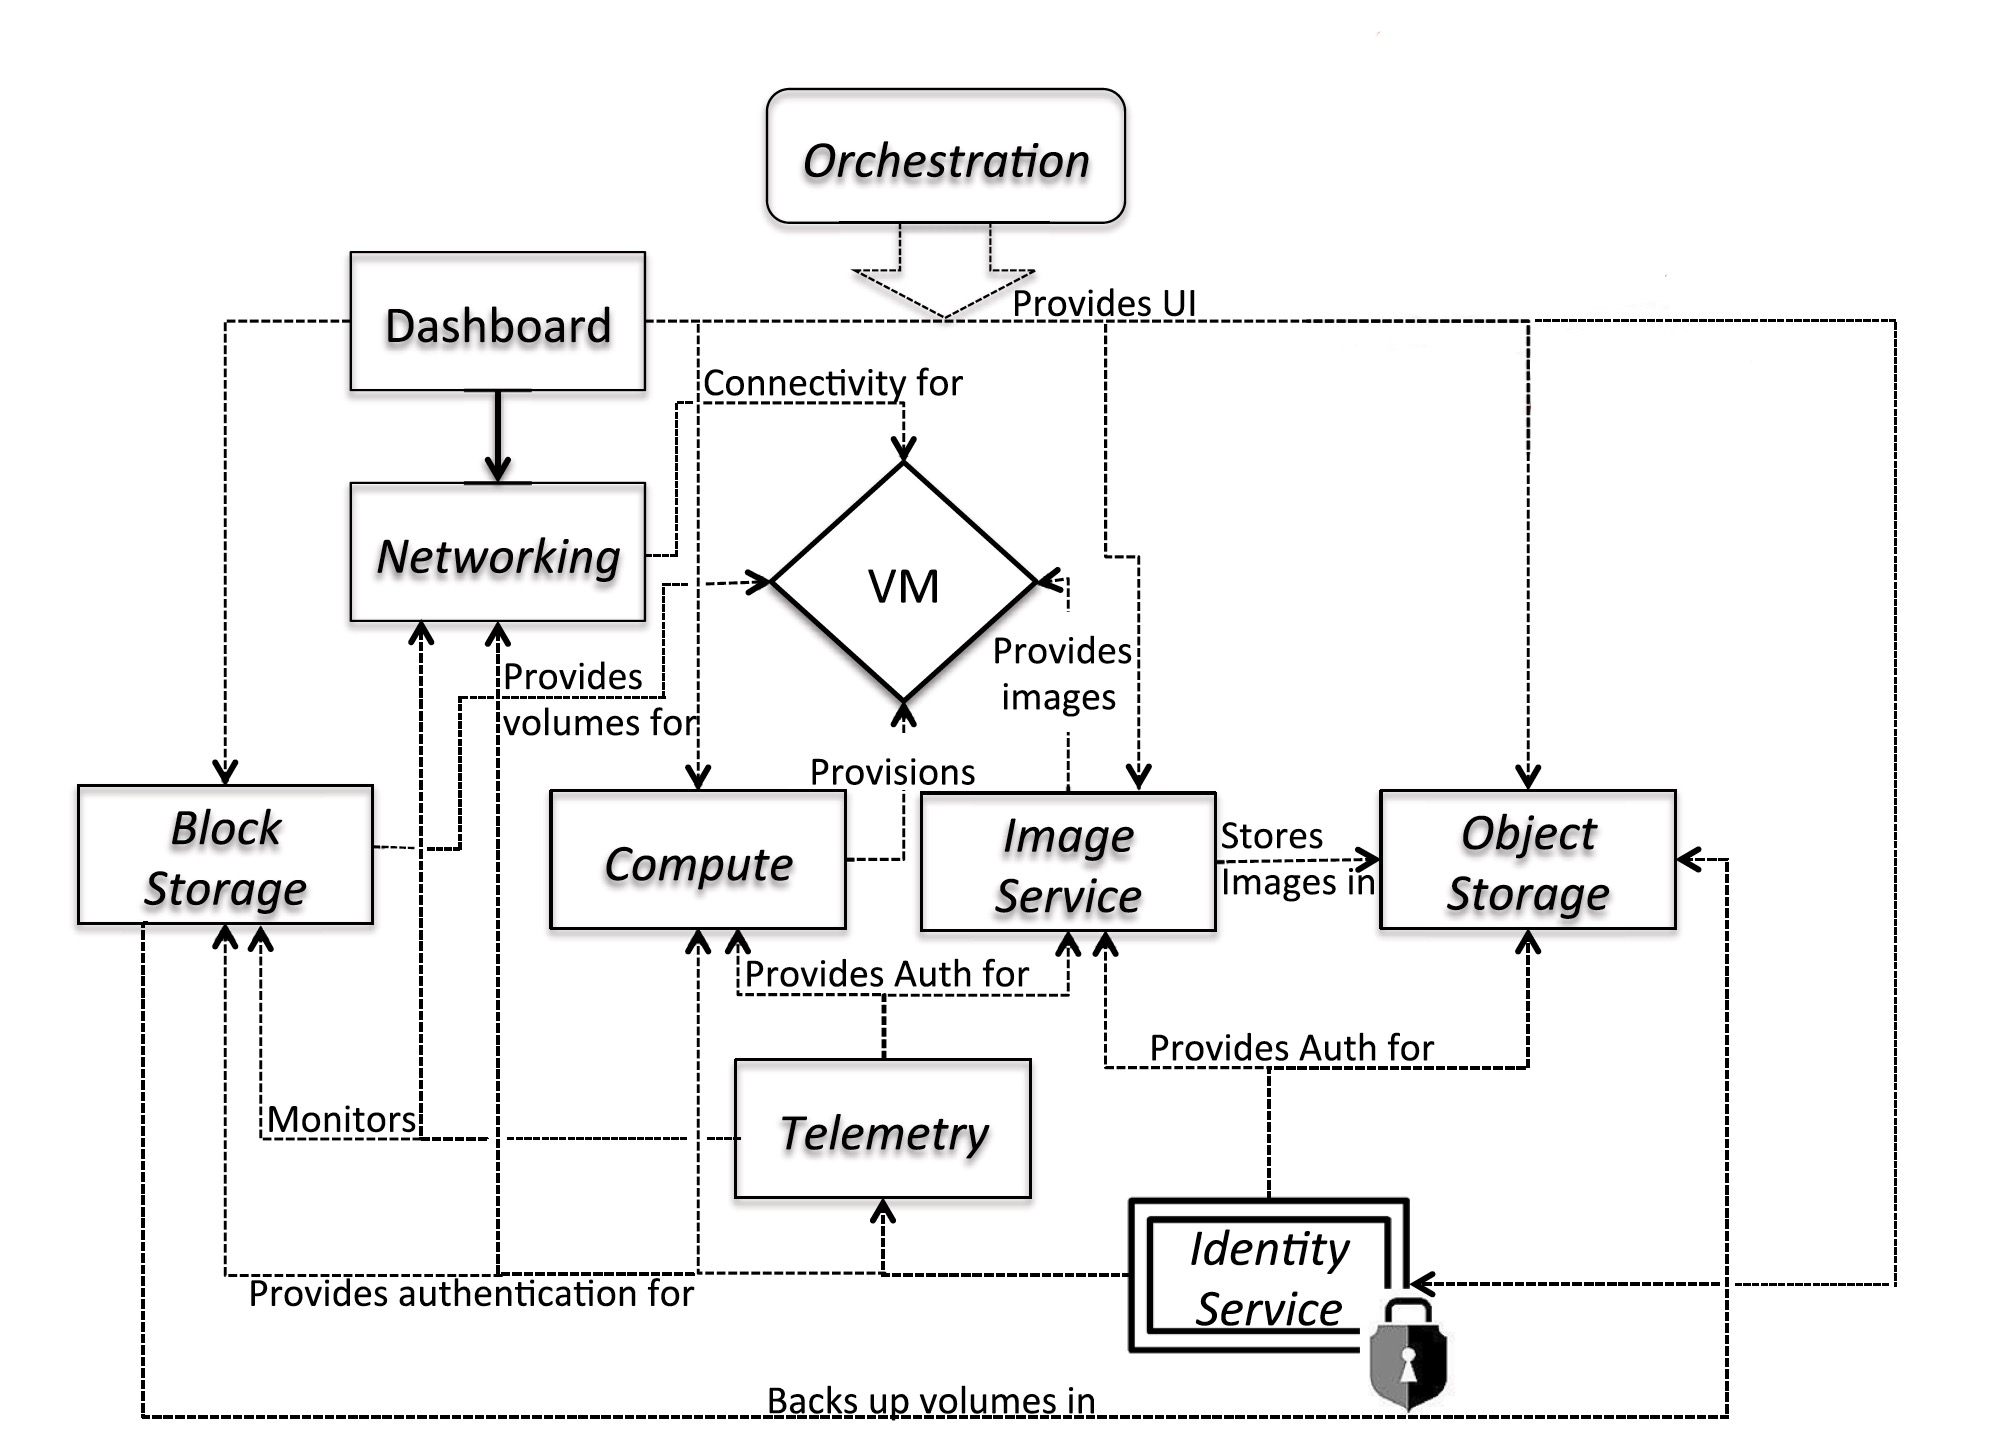 Orchestration
Provides UI
Dashboard
Connectivity for
Networking
VM
Provides
images
Provides
volumes for
Provisions
Block
Storage
Compute
Image
Service
Stores
Images in
Object
Storage
Provides Auth for
Provides Auth for
Monitors
Telemetry
Identity
Service
Provides authentication for
Backs up volumes in